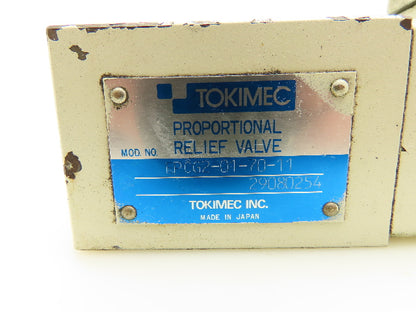 TOKIMEC
PROPORTIONAL
MOD. NO. RELIEF VALVE
EPCG2-01-70-11
29080254
TOKIMEC INC.
MADE IN JAPAN